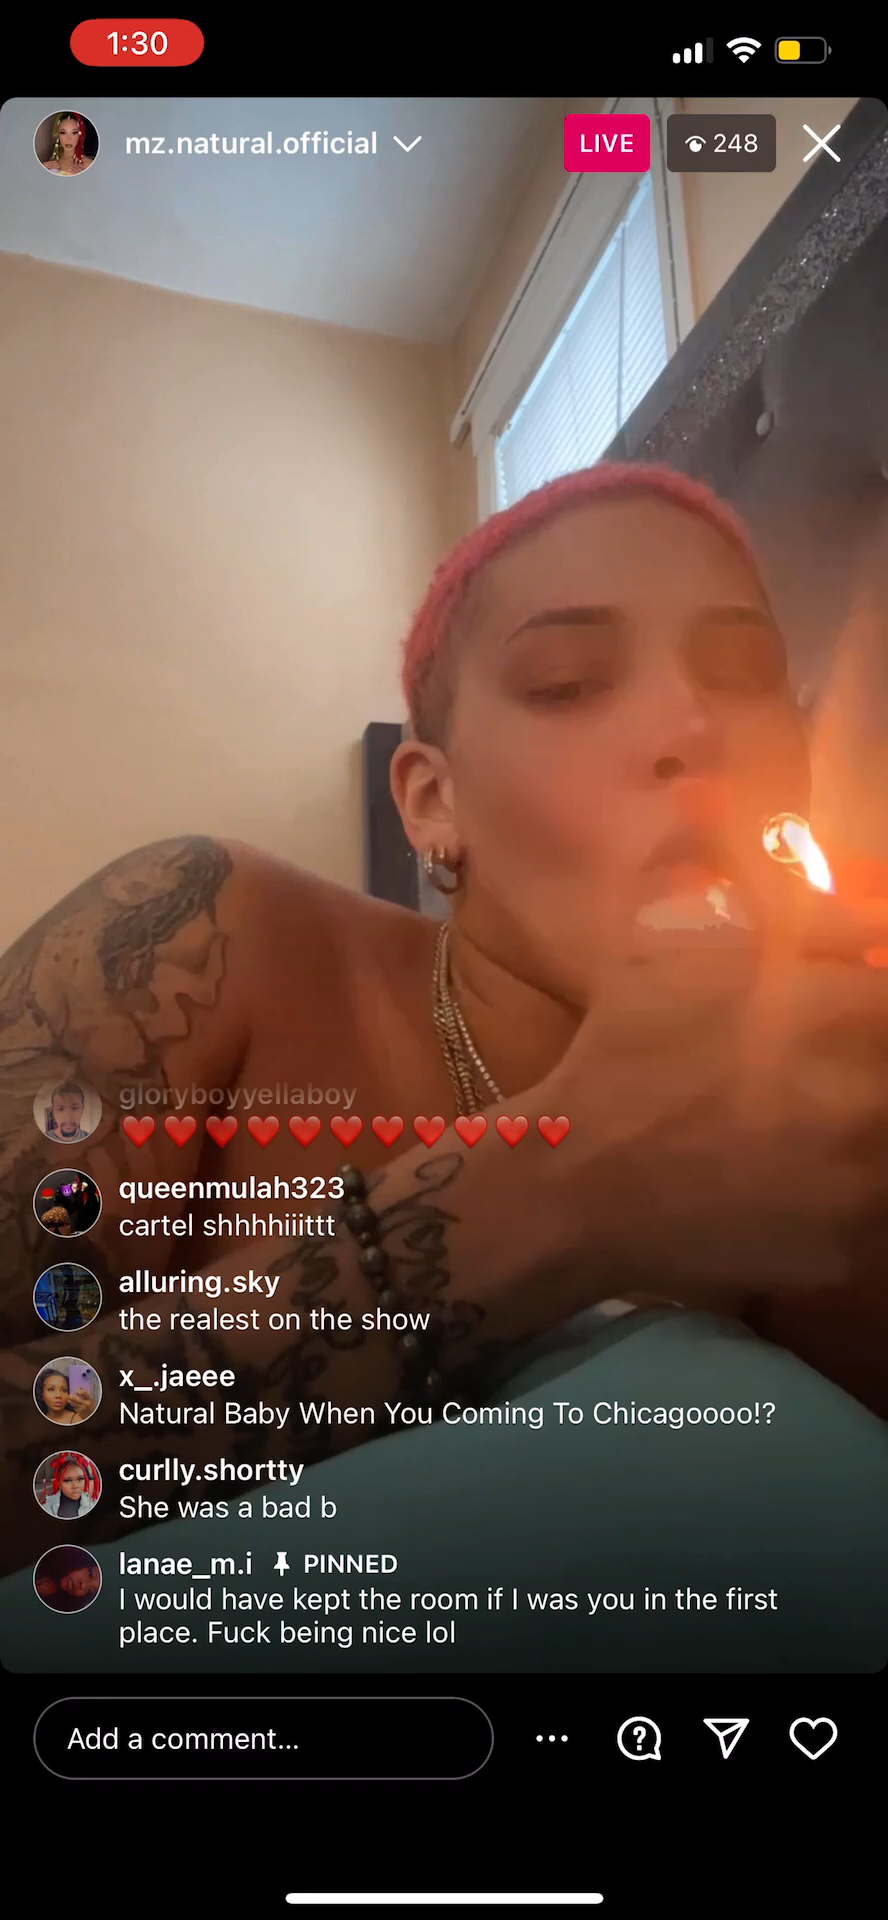 1:30
mz.natural.official
LIVE
248
gloryboyyellaboy
❤️❤️❤️❤️❤️❤️❤️❤️❤️❤️❤️
queenmulah323
cartel shhhhiiittt
alluring.sky
the realest on the show
x_.jaeee
Natural Baby When You Coming To Chicagoooo!?
curlly.shortty
She was a bad b
lanae_m.i PINNED
I would have kept the room if I was you in the first
place. Fuck being nice lol
Add a comment...